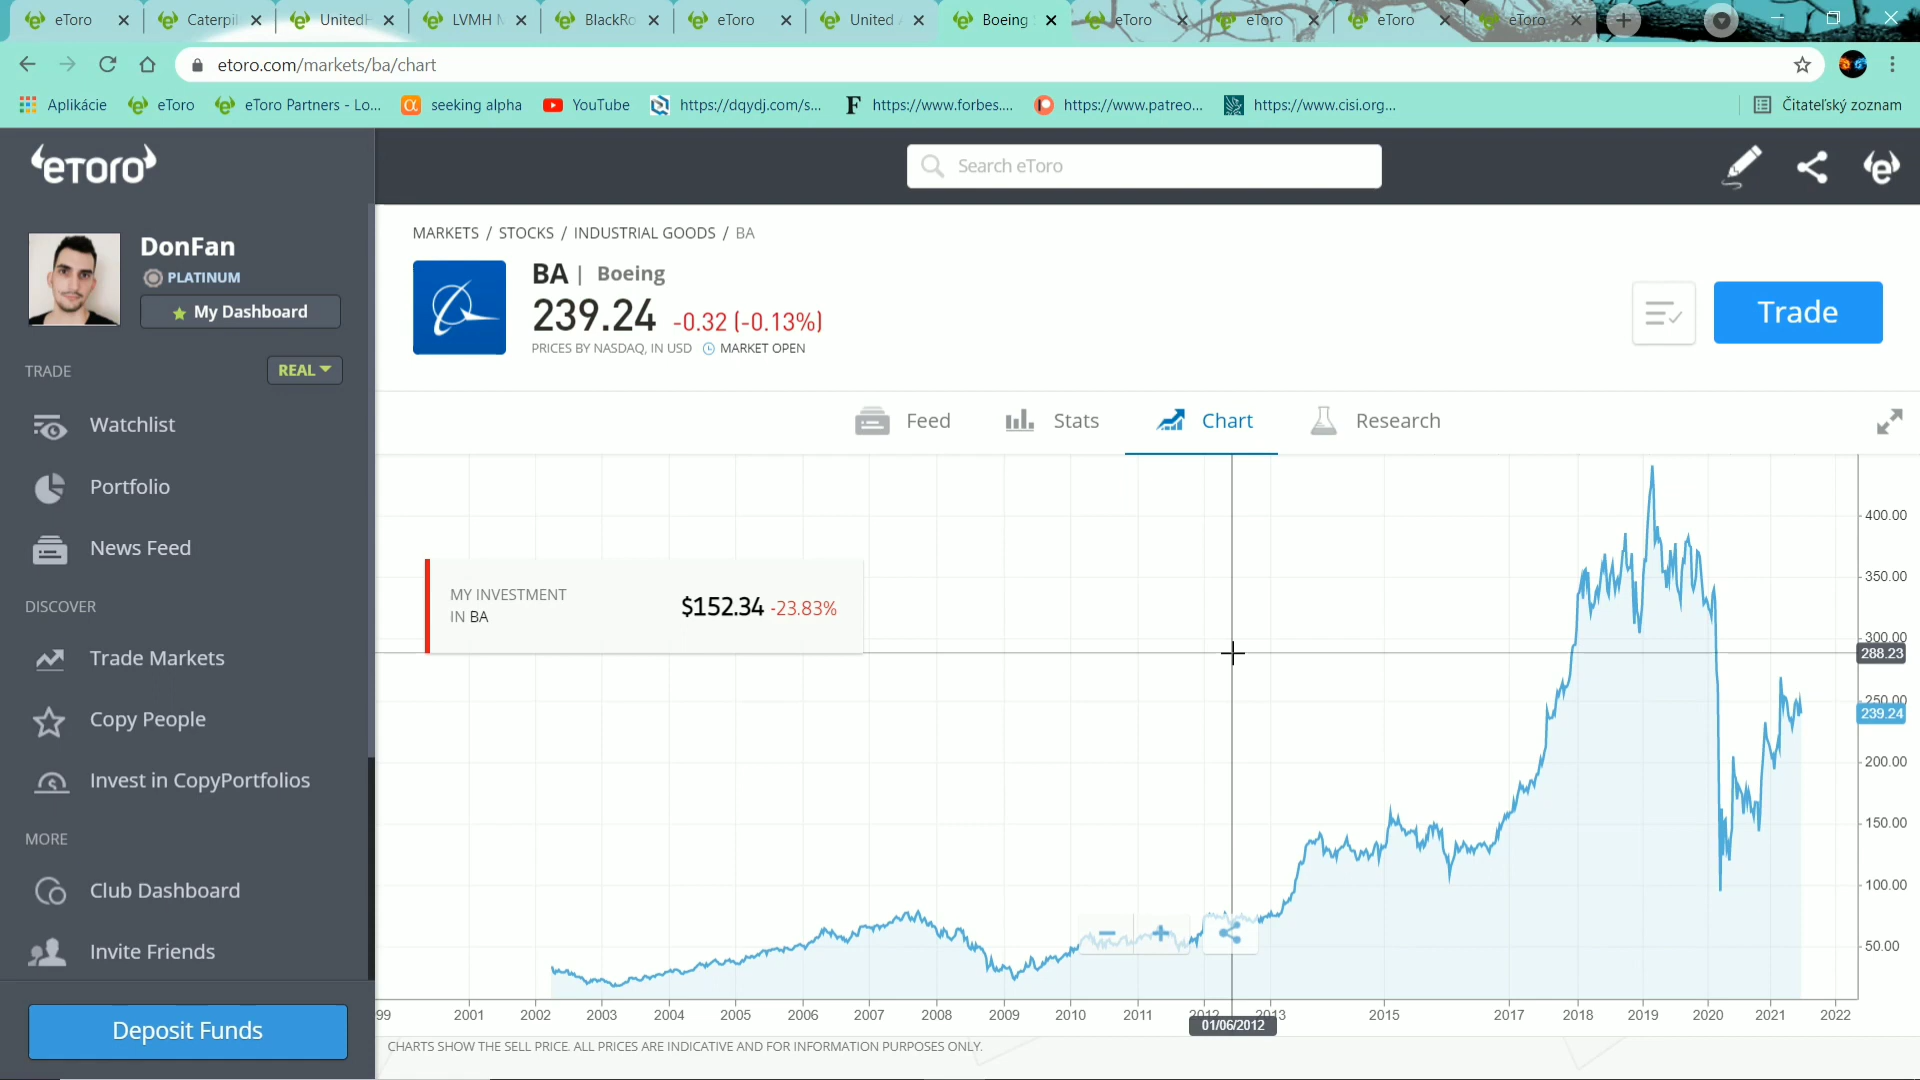 eToro Caterpil UnitedH LVMH M BlackRo eToro United A Boeing eToro eToro eToro eToro
etoro.com/markets/ba/chart
Aplikácie eToro eToro Partners - Lo... seeking alpha YouTube https://dqydj.com/s... https://www.forbes.... https://www.patreo... https://www.cisi.org... Čitateľský zoznam
eTORO
Search eToro
DonFan
PLATINUM
My Dashboard
TRADE REAL
Watchlist
Portfolio
News Feed
DISCOVER
Trade Markets
Copy People
Invest in CopyPortfolios
MORE
Club Dashboard
Invite Friends
Deposit Funds
MARKETS / STOCKS / INDUSTRIAL GOODS / BA
BA | Boeing
239.24 -0.32 (-0.13%)
PRICES BY NASDAQ, IN USD MARKET OPEN
Trade
Feed Stats Chart Research
MY INVESTMENT
IN BA
$152.34 -23.83%
400.00
350.00
300.00
288.23
250.00
239.24
200.00
150.00
100.00
50.00
99 2001 2002 2003 2004 2005 2006 2007 2008 2009 2010 2011 2012 2013 2015 2017 2018 2019 2020 2021 2022
01/06/2012
CHARTS SHOW THE SELL PRICE. ALL PRICES ARE INDICATIVE AND FOR INFORMATION PURPOSES ONLY.